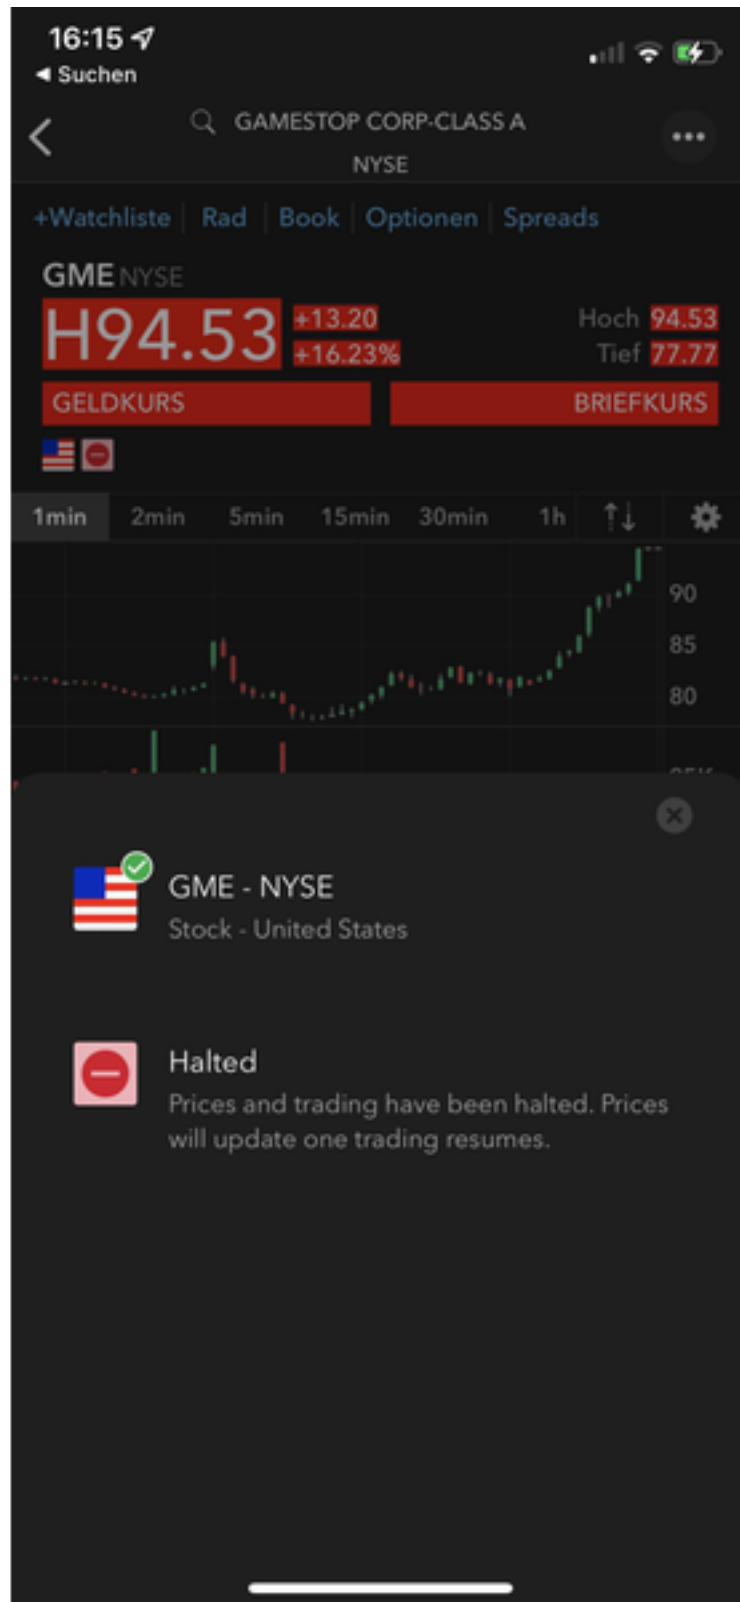 16:15
◀ Suchen
GAMESTOP CORP-CLASS A
NYSE
+Watchliste Rad Book Optionen Spreads
GME NYSE
H94.53
+13.20
+16.23%
Hoch 94.53
Tief 77.77
GELDKURS BRIEFKURS
1min 2min 5min 15min 30min 1h
90
85
80
GME - NYSE
Stock - United States
Halted
Prices and trading have been halted. Prices
will update one trading resumes.